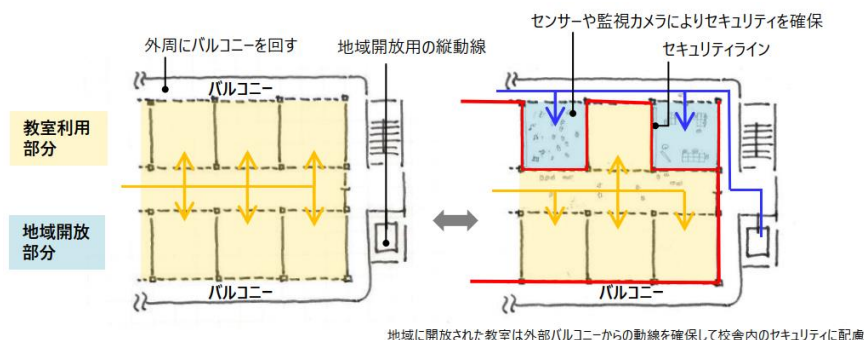 センサーや監視カメラによりセキュリティを確保
外周にバルコニーを回す
地域開放用の縦動線
セキュリティライン
バルコニー
バルコニー
教室利用
部分
地域開放
部分
バルコニー
バルコニー
地域に開放された教室は外部バルコニーからの動線を確保して校舎内のセキュリティに配慮